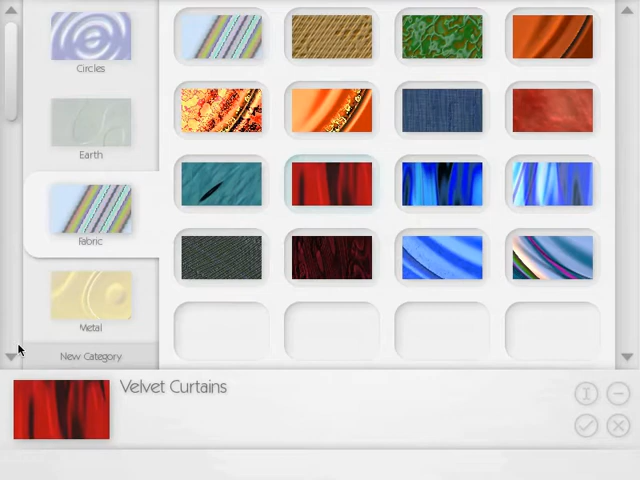 Circles
Earth
Fabric
Metal
New Category
Velvet Curtains